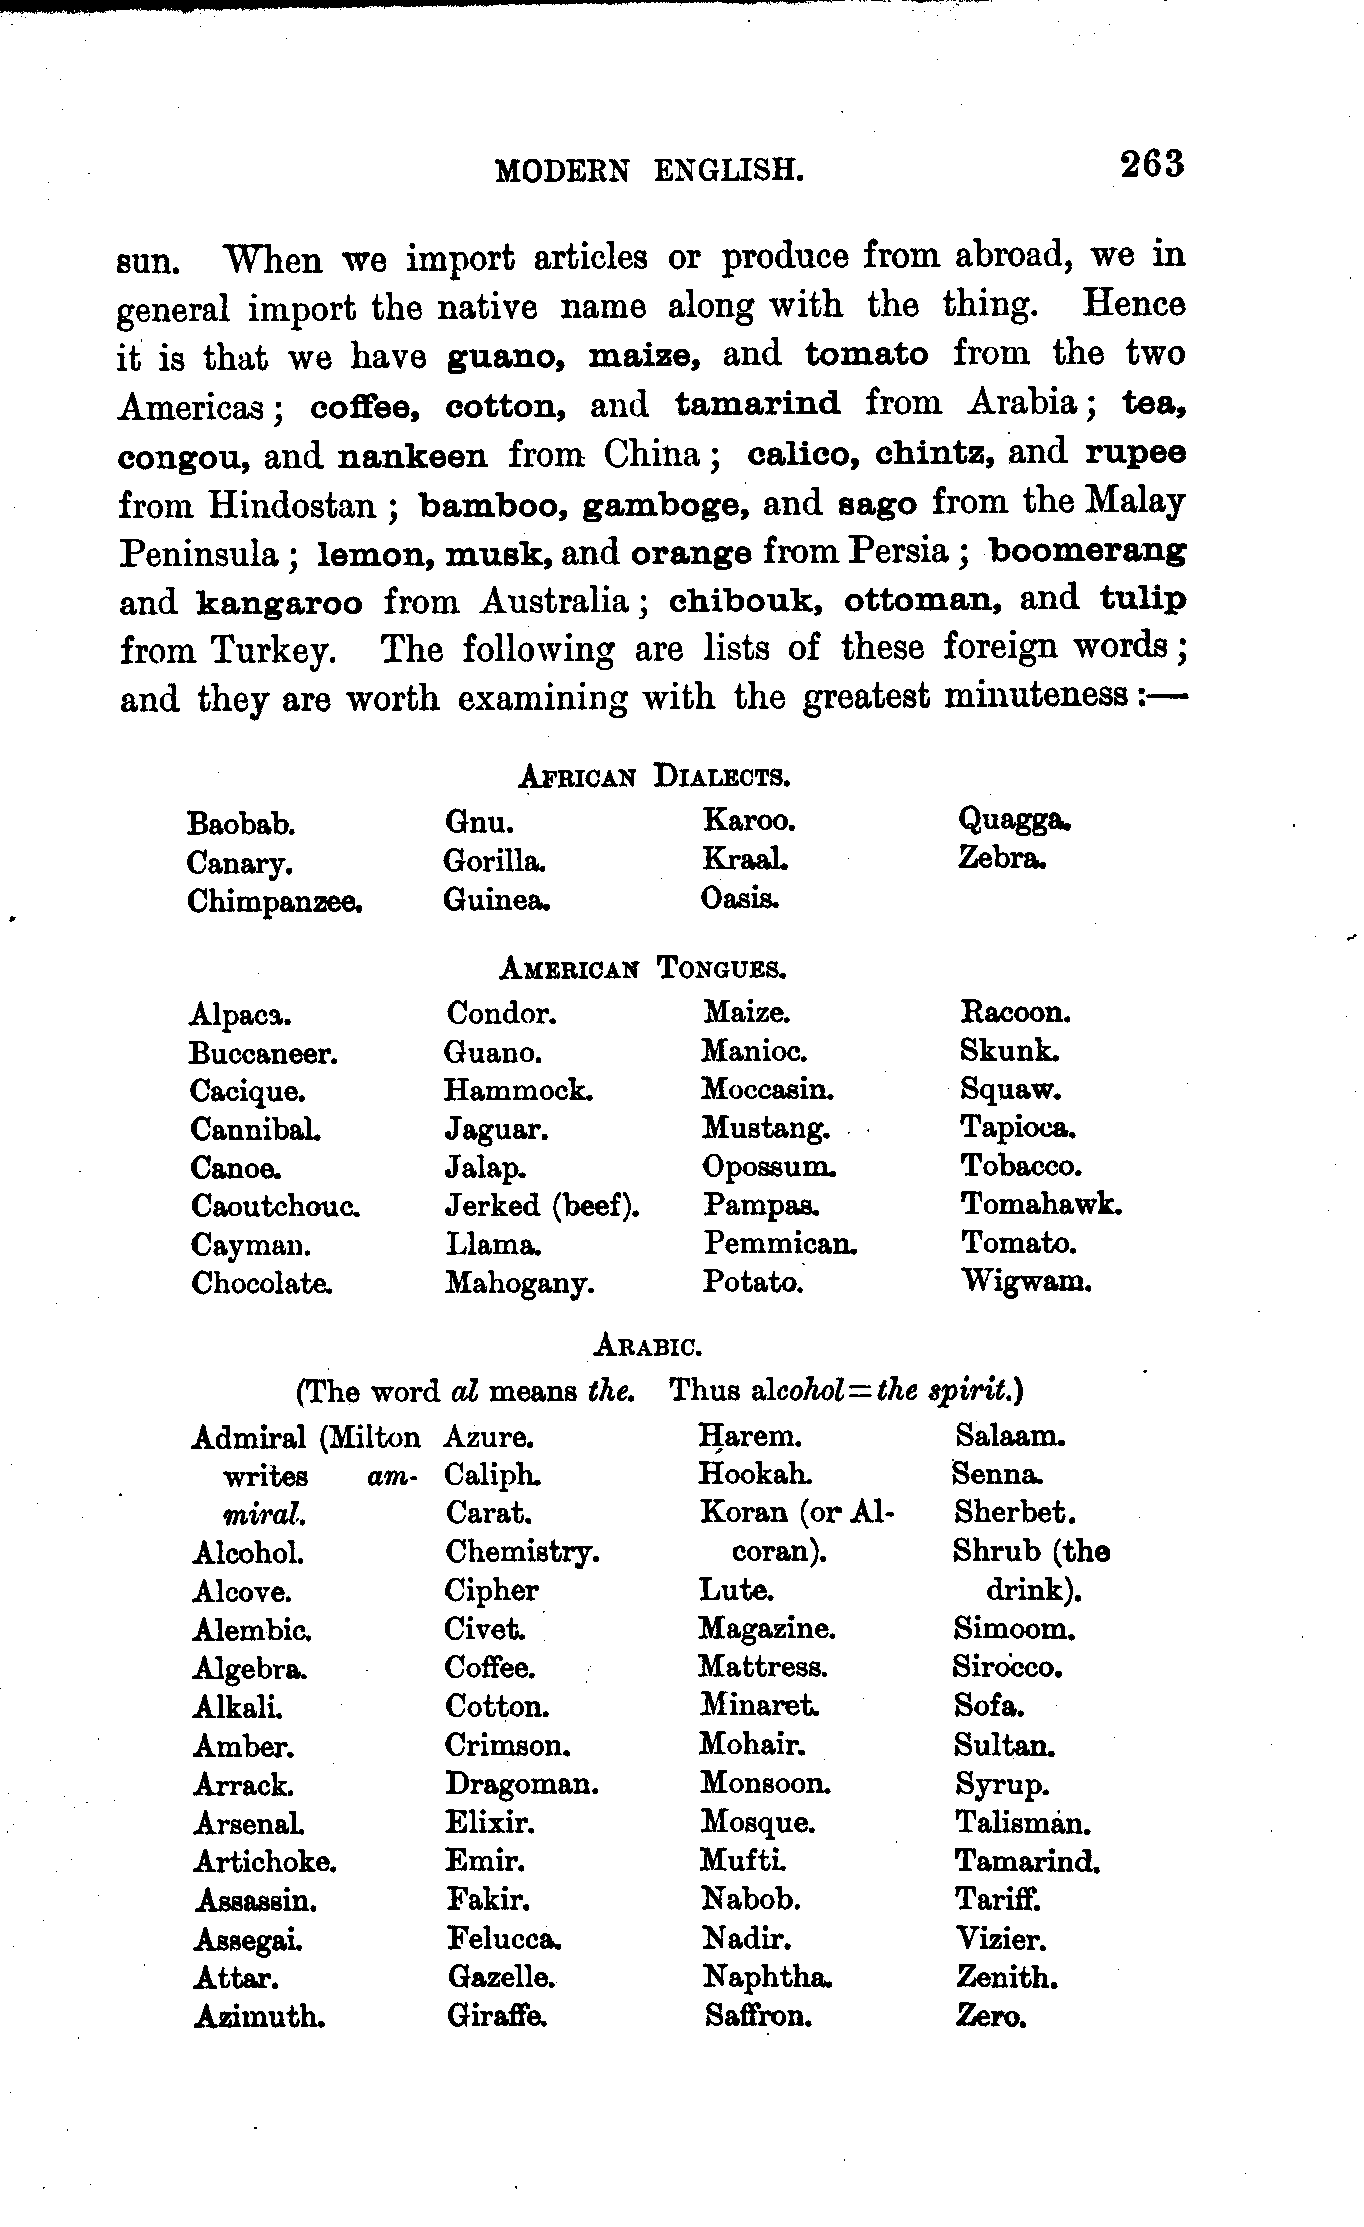 MODERN ENGLISH. 263
sun. When we import articles or produce from abroad, we in
general import the native name along with the thing. Hence
it is that we have guano, maize, and tomato from the two
Americas; coffee, cotton, and tamarind from Arabia; tea,
congou, and nankeen from China; calico, chintz, and rupee
from Hindostan; bamboo, gamboge, and sago from the Malay
Peninsula; lemon, musk, and orange from Persia; boomerang
and kangaroo from Australia; chibouk, ottoman, and tulip
from Turkey. The following are lists of these foreign words;
and they are worth examining with the greatest minuteness:—
AFRICAN DIALECTS.
Baobab. Gnu. Karoo. Quagga.
Canary. Gorilla. Kraal. Zebra.
Chimpanzee. Guinea. Oasis.
AMERICAN TONGUES.
Alpaca. Condor. Maize. Racoon.
Buccaneer. Guano. Manioc. Skunk.
Cacique. Hammock. Moccasin. Squaw.
Cannibal. Jaguar. Mustang. Tapioca.
Canoe. Jalap. Opossum. Tobacco.
Caoutchouc. Jerked (beef). Pampas. Tomahawk.
Cayman. Llama. Pemmican. Tomato.
Chocolate. Mahogany. Potato. Wigwam.
ARABIC.
(The word al means the. Thus alcohol=the spirit.)
Admiral (Milton Azure. Harem. Salaam.
writes am- Caliph. Hookah. Senna.
miral. Carat. Koran (or Al- Sherbet.
Alcohol. Chemistry. coran). Shrub (the
Alcove. Cipher Lute. drink).
Alembic. Civet. Magazine. Simoom.
Algebra. Coffee. Mattress. Sirocco.
Alkali. Cotton. Minaret. Sofa.
Amber. Crimson. Mohair. Sultan.
Arrack. Dragoman. Monsoon. Syrup.
Arsenal. Elixir. Mosque. Talisman.
Artichoke. Emir. Mufti. Tamarind.
Assassin. Fakir. Nabob. Tariff.
Assegai. Felucca. Nadir. Vizier.
Attar. Gazelle. Naphtha. Zenith.
Azimuth. Giraffe. Saffron. Zero.